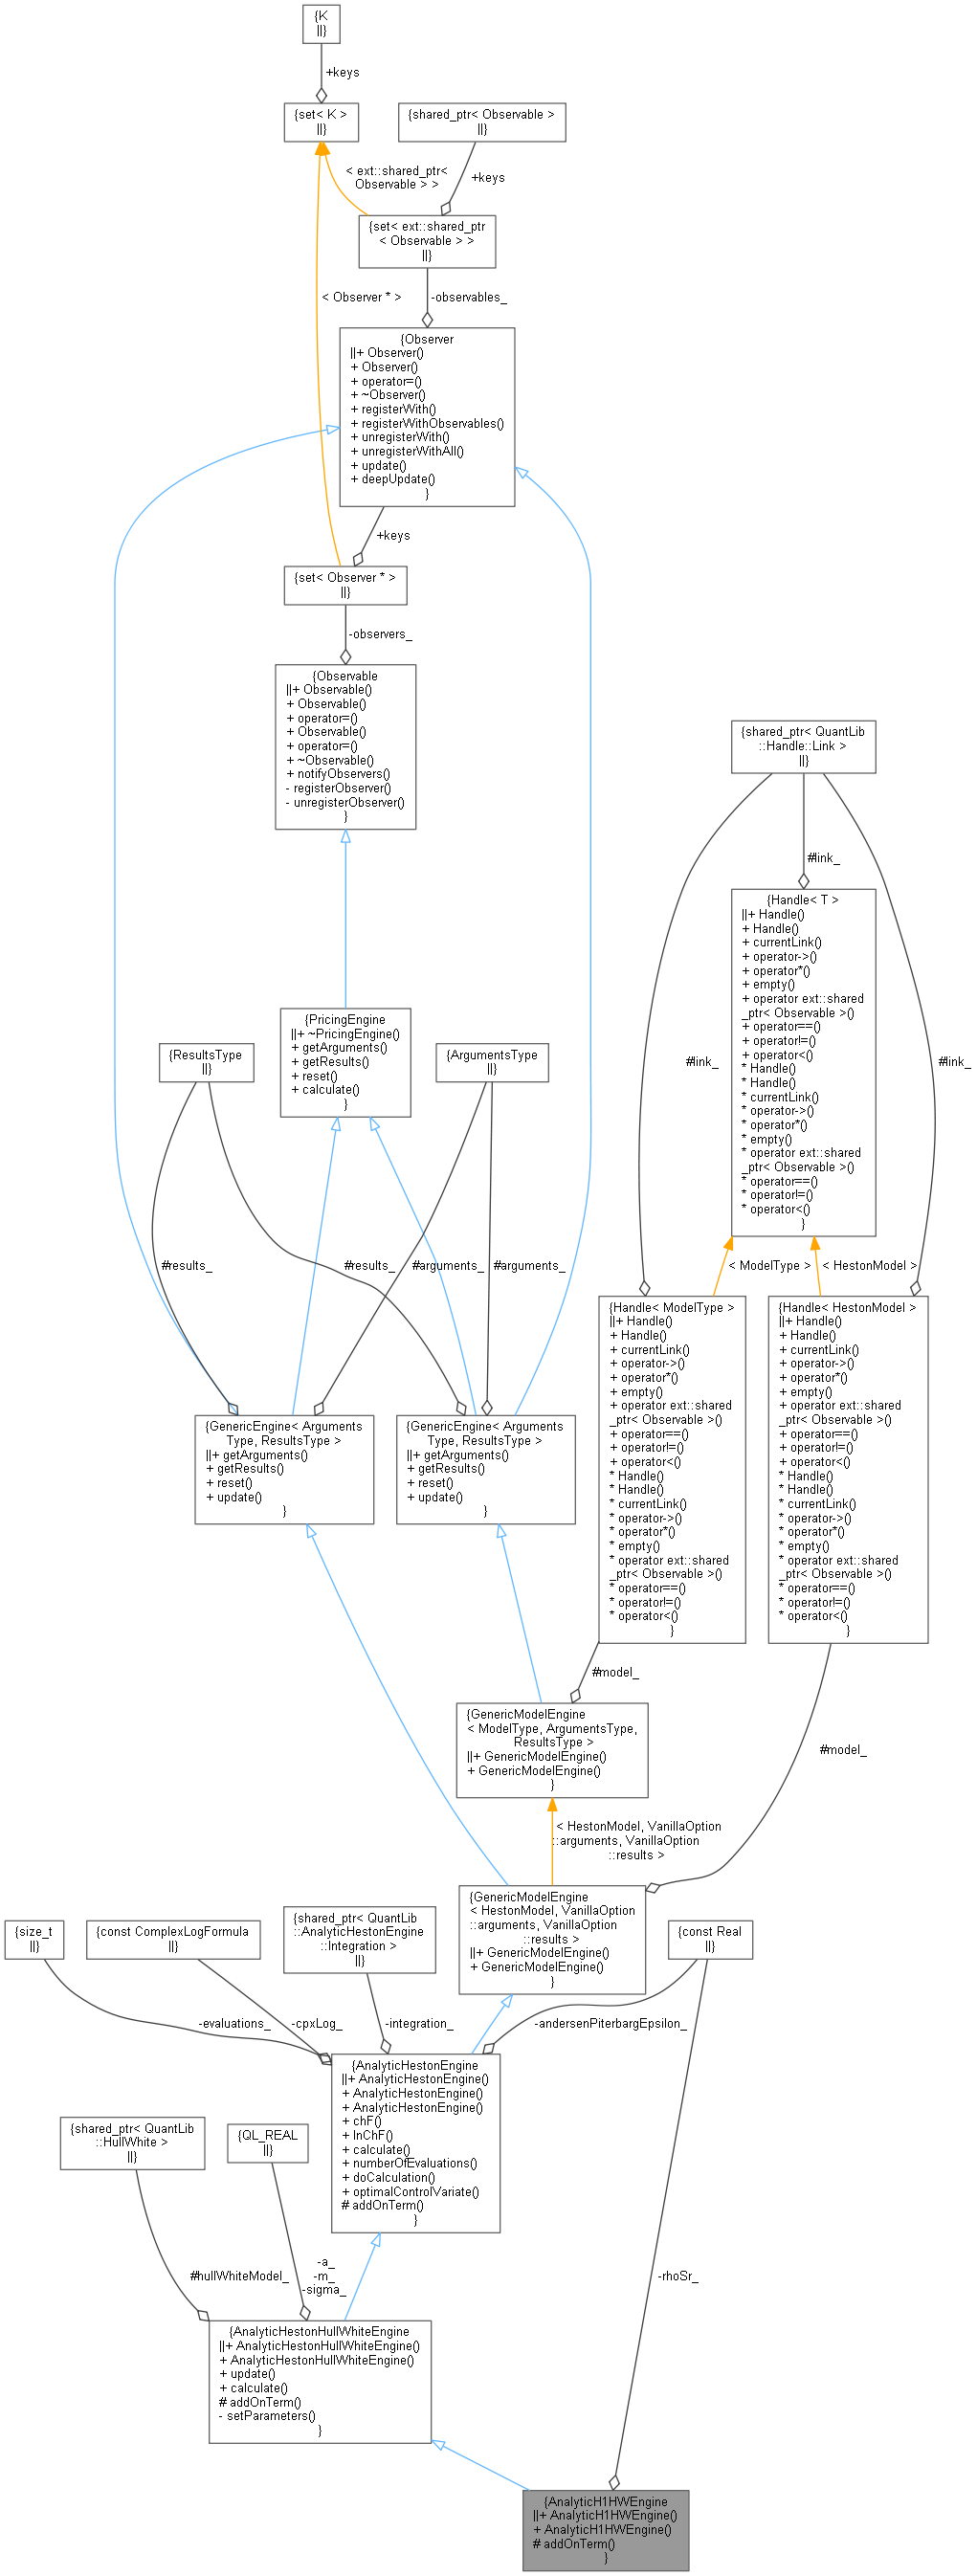 {K
||}
+keys
{set< K >
||}
{shared_ptr< Observable >
||}
< ext::shared_ptr<
Observable > >
+keys
{set< ext::shared_ptr
< Observable > >
||}
< Observer * >
-observables_
{Observer
||+ Observer()
+ Observer()
+ operator=()
+ ~Observer()
+ registerWith()
+ registerWithObservables()
+ unregisterWith()
+ unregisterWithAll()
+ update()
+ deepUpdate()
}
+keys
{set< Observer * >
||}
-observers_
{Observable
||+ Observable()
+ Observable()
+ operator=()
+ Observable()
+ operator=()
+ ~Observable()
+ notifyObservers()
- registerObserver()
- unregisterObserver()
}
{shared_ptr< QuantLib
::Handle::Link >
||}
#link_
{Handle< T >
||+ Handle()
+ Handle()
+ currentLink()
+ operator->()
+ operator*()
+ empty()
+ operator ext::shared
_ptr< Observable >()
+ operator==()
+ operator!=()
+ operator<()
* Handle()
* Handle()
* currentLink()
* operator->()
* operator*()
* empty()
* operator ext::shared
_ptr< Observable >()
* operator==()
* operator!=()
* operator<()
}
{PricingEngine
||+ ~PricingEngine()
+ getArguments()
+ getResults()
+ reset()
+ calculate()
}
{ResultsType
||}
{ArgumentsType
||}
#link_
#link_
#results_
#results_
#arguments_
#arguments_
< ModelType >
< HestonModel >
{Handle< ModelType >
||+ Handle()
+ Handle()
+ currentLink()
+ operator->()
+ operator*()
+ empty()
+ operator ext::shared
_ptr< Observable >()
+ operator==()
+ operator!=()
+ operator<()
* Handle()
* Handle()
* currentLink()
* operator->()
* operator*()
* empty()
* operator ext::shared
_ptr< Observable >()
* operator==()
* operator!=()
* operator<()
}
{Handle< HestonModel >
||+ Handle()
+ Handle()
+ currentLink()
+ operator->()
+ operator*()
+ empty()
+ operator ext::shared
_ptr< Observable >()
+ operator==()
+ operator!=()
+ operator<()
* Handle()
* Handle()
* currentLink()
* operator->()
* operator*()
* empty()
* operator ext::shared
_ptr< Observable >()
* operator==()
* operator!=()
* operator<()
}
{GenericEngine< Arguments
Type, ResultsType >
||+ getArguments()
+ getResults()
+ reset()
+ update()
}
{GenericEngine< Arguments
Type, ResultsType >
||+ getArguments()
+ getResults()
+ reset()
+ update()
}
#model_
{GenericModelEngine
< ModelType, ArgumentsType,
ResultsType >
||+ GenericModelEngine()
+ GenericModelEngine()
}
#model_
< HestonModel, VanillaOption
::arguments, VanillaOption
::results >
{GenericModelEngine
< HestonModel, VanillaOption
::arguments, VanillaOption
::results >
||+ GenericModelEngine()
+ GenericModelEngine()
}
{size_t
||}
{const ComplexLogFormula
||}
{shared_ptr< QuantLib
::AnalyticHestonEngine
::Integration >
||}
{const Real
||}
-evaluations_
-cpxLog_
-integration_
-andersenPiterbargEpsilon_
{AnalyticHestonEngine
||+ AnalyticHestonEngine()
+ AnalyticHestonEngine()
+ AnalyticHestonEngine()
+ chF()
+ lnChF()
+ calculate()
+ numberOfEvaluations()
+ doCalculation()
+ optimalControlVariate()
# addOnTerm()
}
{shared_ptr< QuantLib
::HullWhite >
||}
{QL_REAL
||}
#hullWhiteModel_
-a_
-m_
-sigma_
-rhoSr_
{AnalyticHestonHullWhiteEngine
||+ AnalyticHestonHullWhiteEngine()
+ AnalyticHestonHullWhiteEngine()
+ update()
+ calculate()
# addOnTerm()
- setParameters()
}
{AnalyticH1HWEngine
||+ AnalyticH1HWEngine()
+ AnalyticH1HWEngine()
# addOnTerm()
}